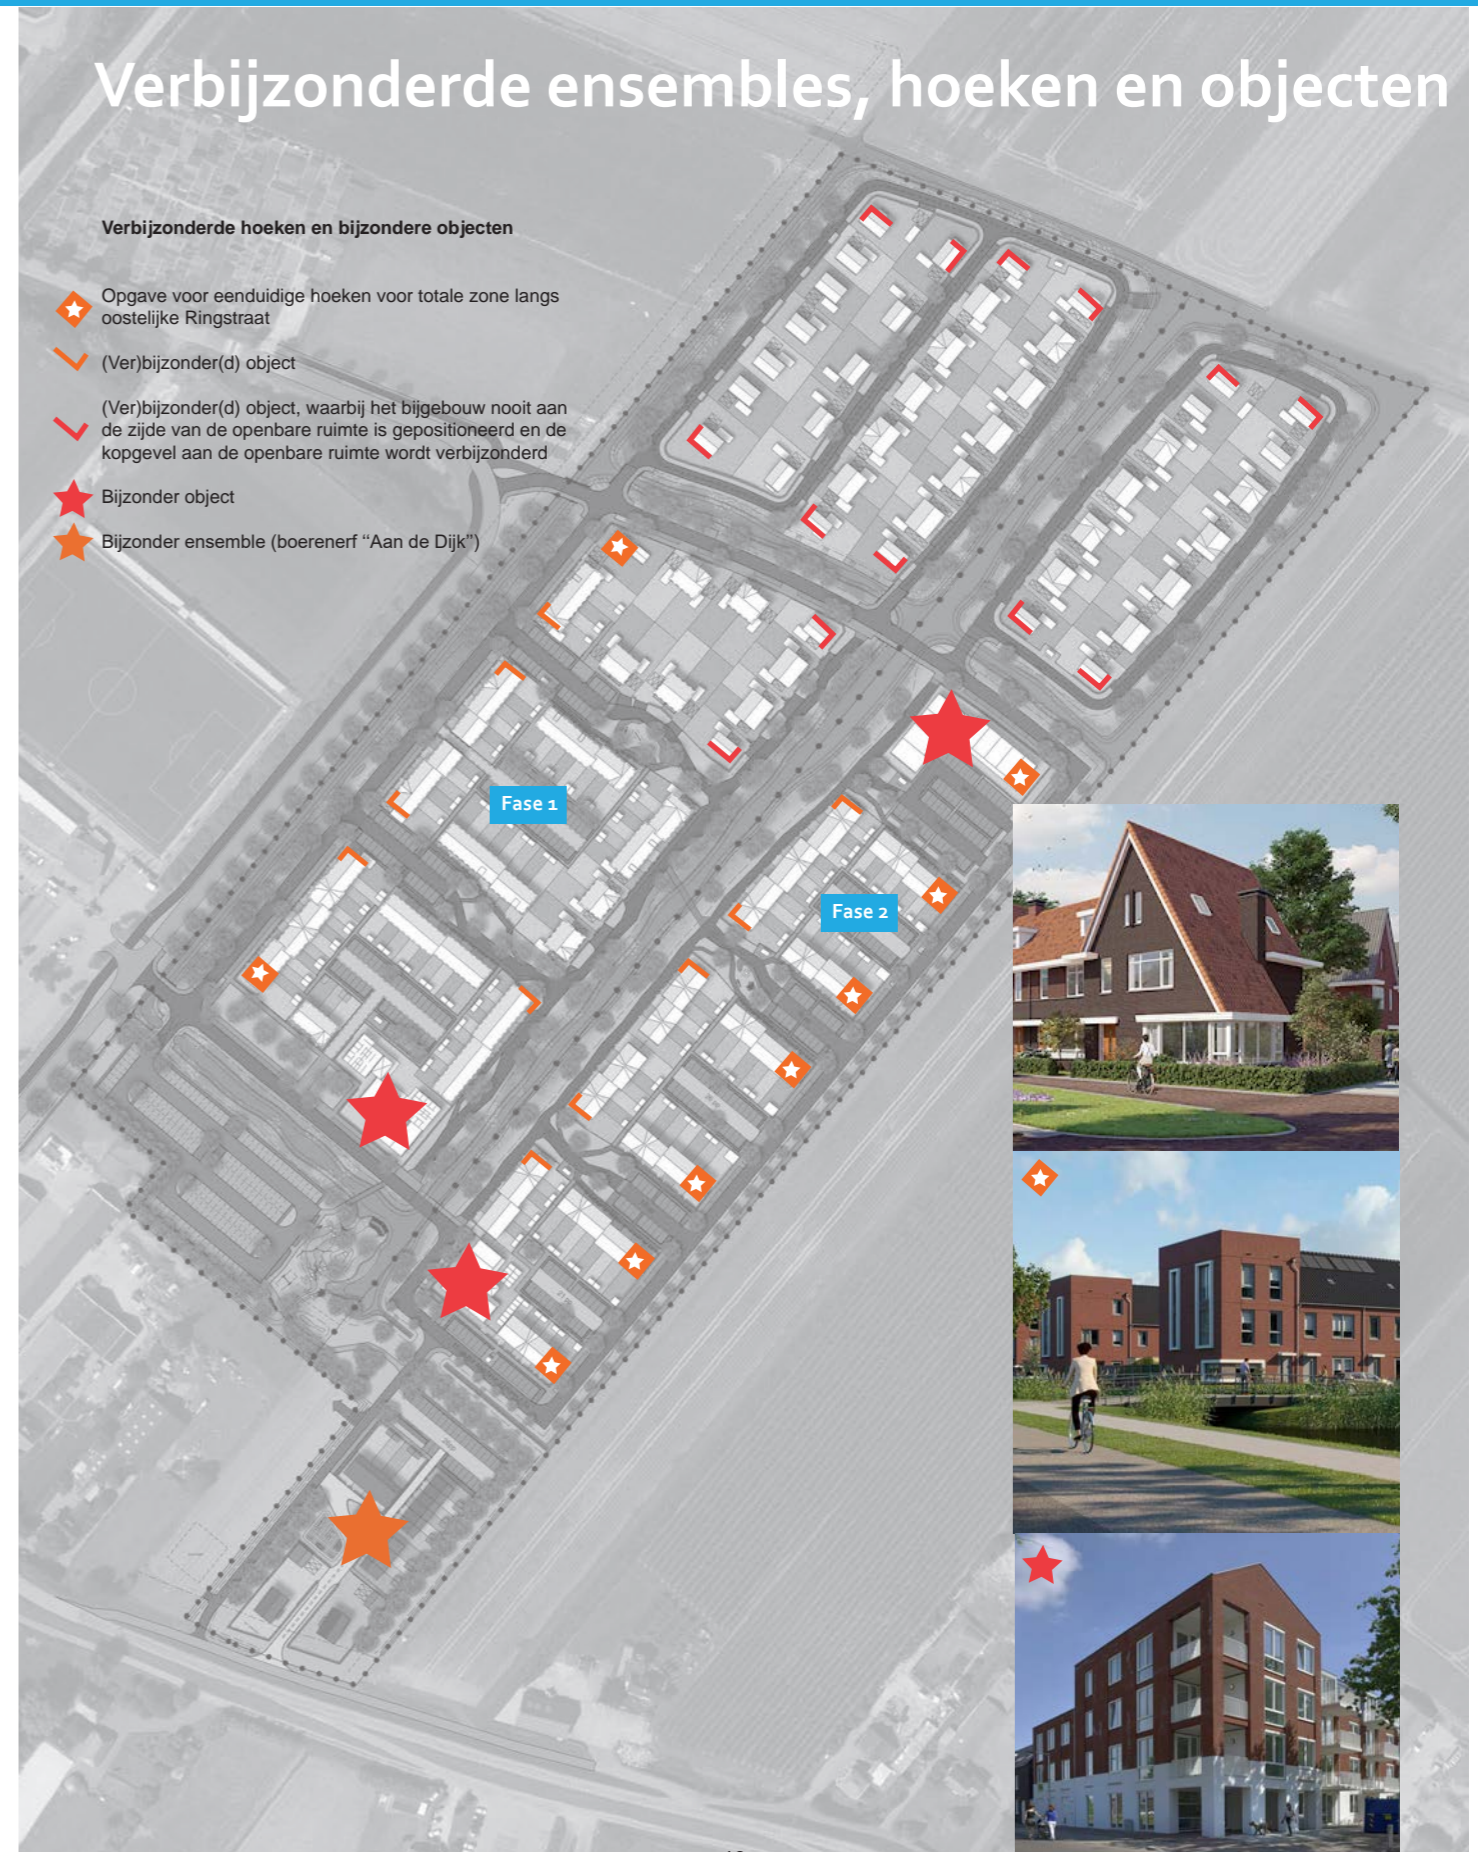 Verbijzonderde ensembles, hoeken en objecten
Verbijzonderde hoeken en bijzondere objecten
Opgave voor eenduidige hoeken voor totale zone langs
oostelijke Ringstraat
(Ver)bijzonder(d) object
(Ver)bijzonder(d) object, waarbij het bijgebouw nooit aan
de zijde van de openbare ruimte is gepositioneerd en de
kopgevel aan de openbare ruimte wordt verbijzonderd
Bijzonder object
Bijzonder ensemble (boerenerf “Aan de Dijk”)
Fase 1
Fase 2